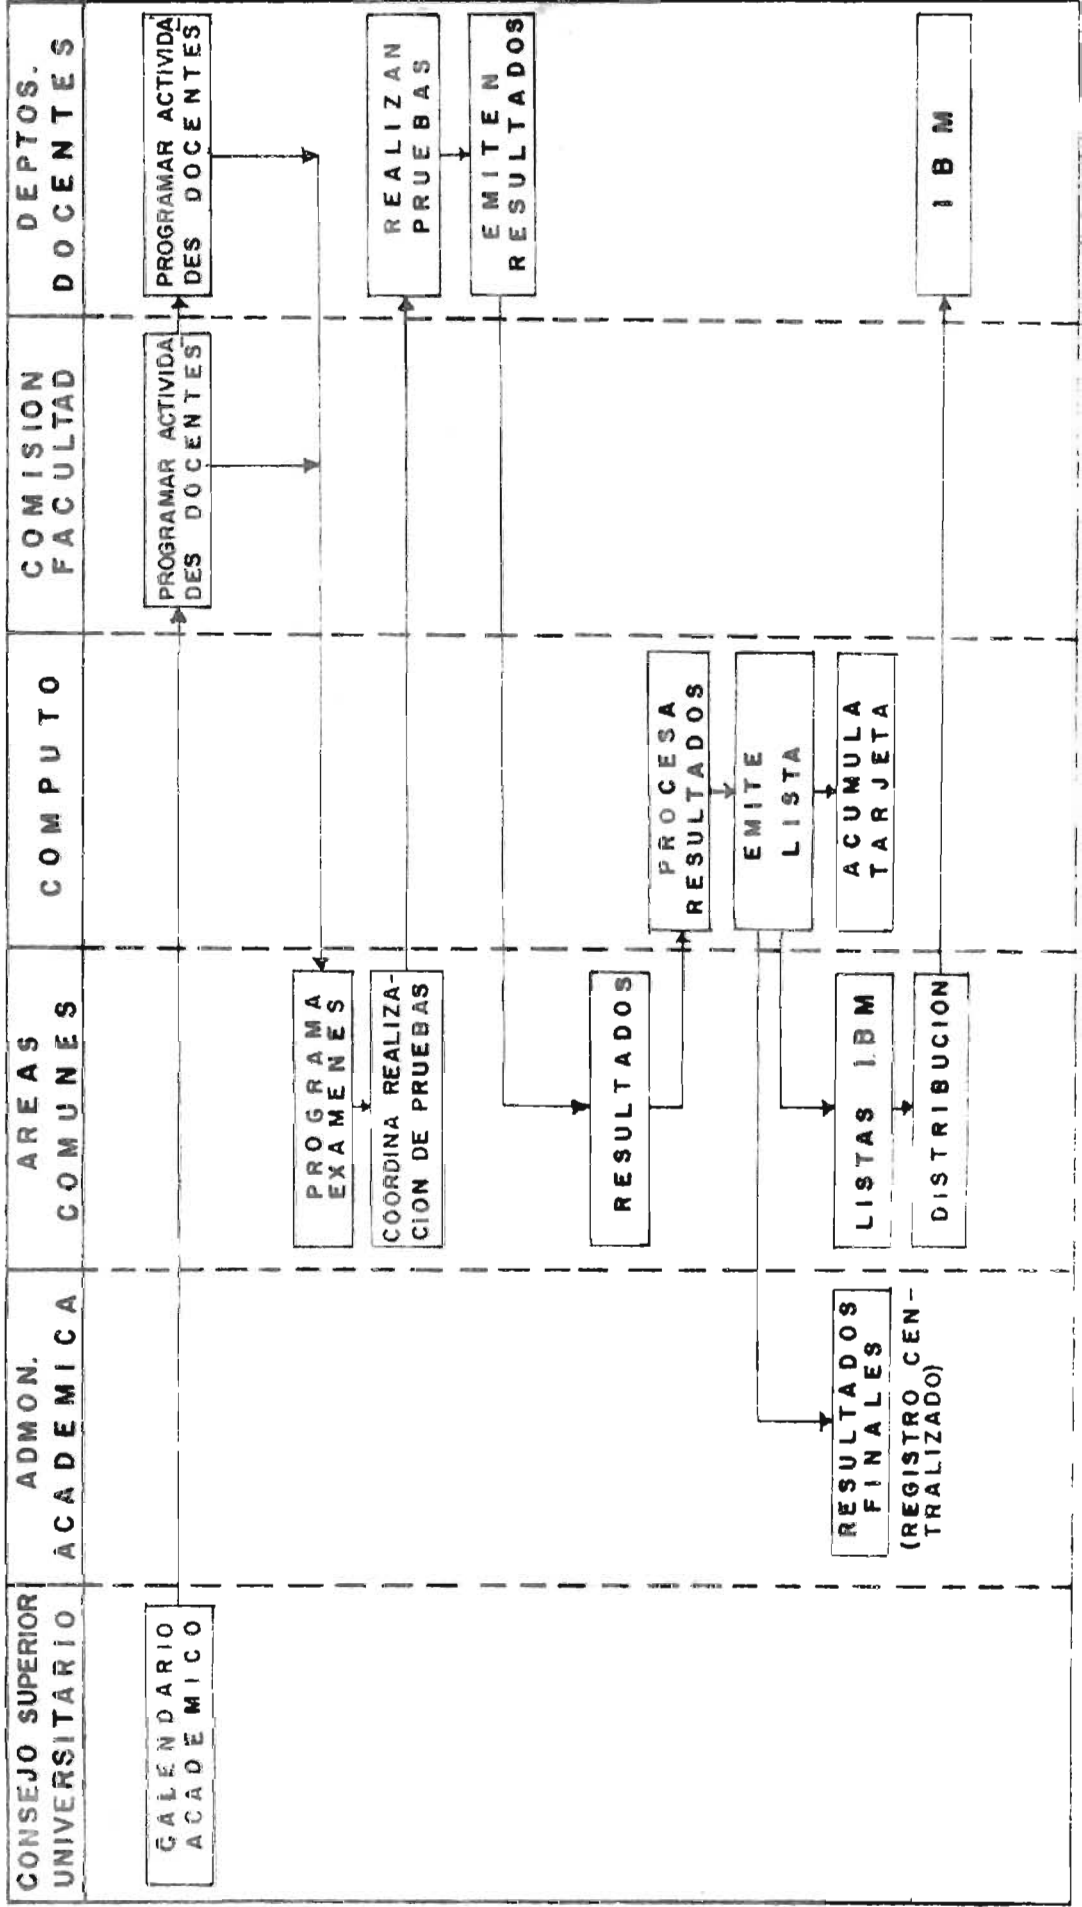 CONSEJO SUPERIOR
UNIVERSITARIO
ADMON.
ACADEMICA
AREAS
COMUNES
COMPUTO
COMISION
FACULTAD
DEPTOS.
DOCENTES
CALENDARIO
ACADEMICO
PROGRAMAR ACTIVIDA
DES DOCENTES
PROGRAMAR ACTIVIDA
DES DOCENTES
PROGRAMA
EXAMENES
COORDINA REALIZA-
CION DE PRUEBAS
REALIZAN
PRUEBAS
EMITEN
RESULTADOS
RESULTADOS
PROCESA
RESULTADOS
EMITE
LISTA
ACUMULA
TARJETA
RESULTADOS
FINALES
(REGISTRO CEN-
TRALIZADO)
LISTAS IBM
DISTRIBUCION
IBM